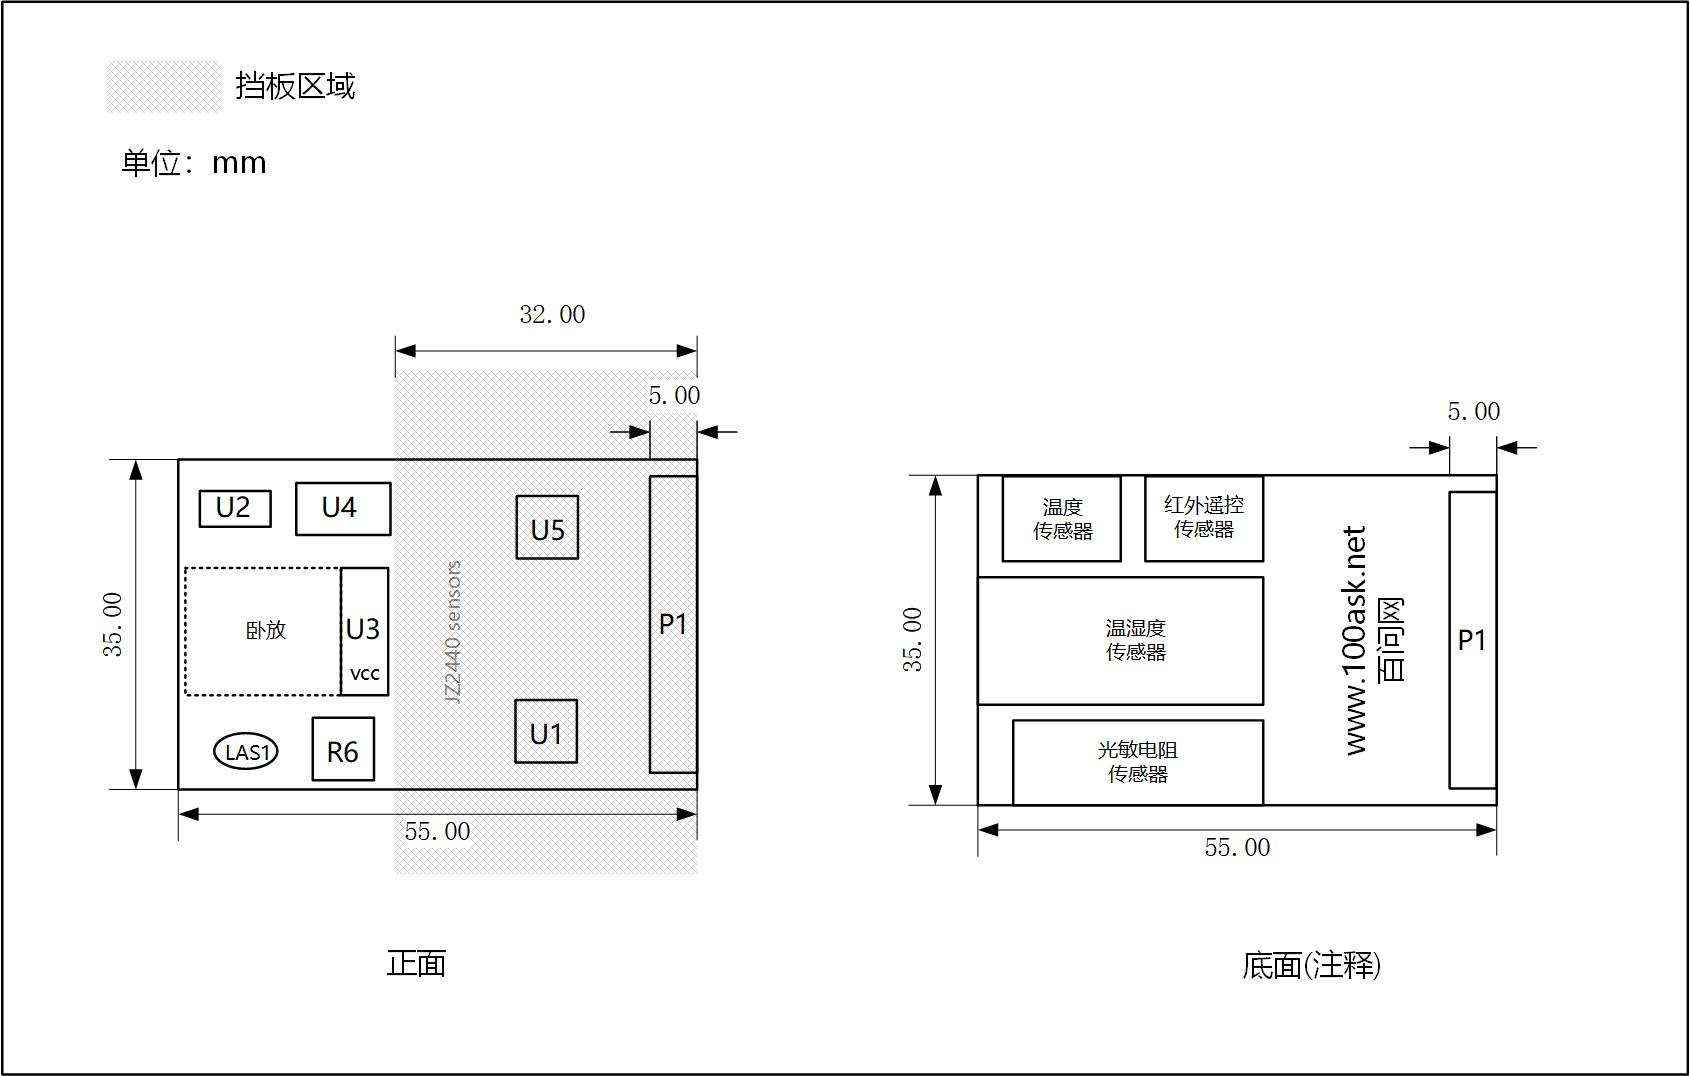 挡板区域
单位：mm
32.00
5.00
U2
U4
U5
卧放
U3
vcc
JZ2440 sensors
P1
LAS1
R6
U1
35.00
55.00
正面
5.00
温度
传感器
红外遥控
传感器
温湿度
传感器
光敏电阻
传感器
www.100ask.net
百问网
P1
35.00
55.00
底面(注释)